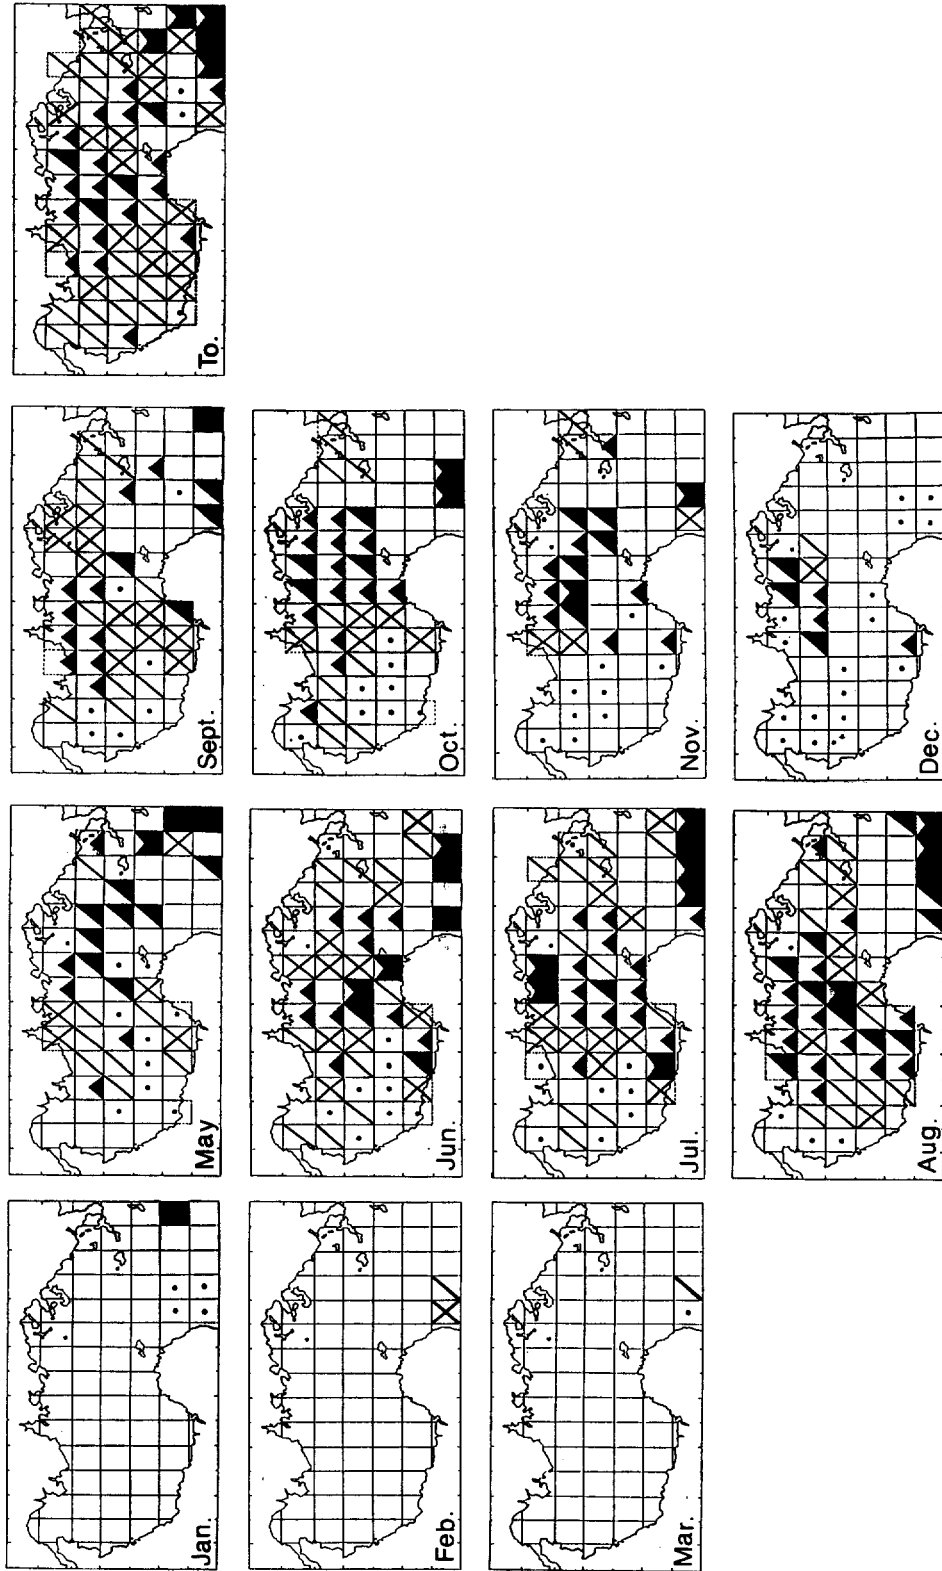 To.
Sept.
Oct.
Nov.
Dec.
May
Jun.
Jul.
Aug.
Jan.
Feb.
Mar.